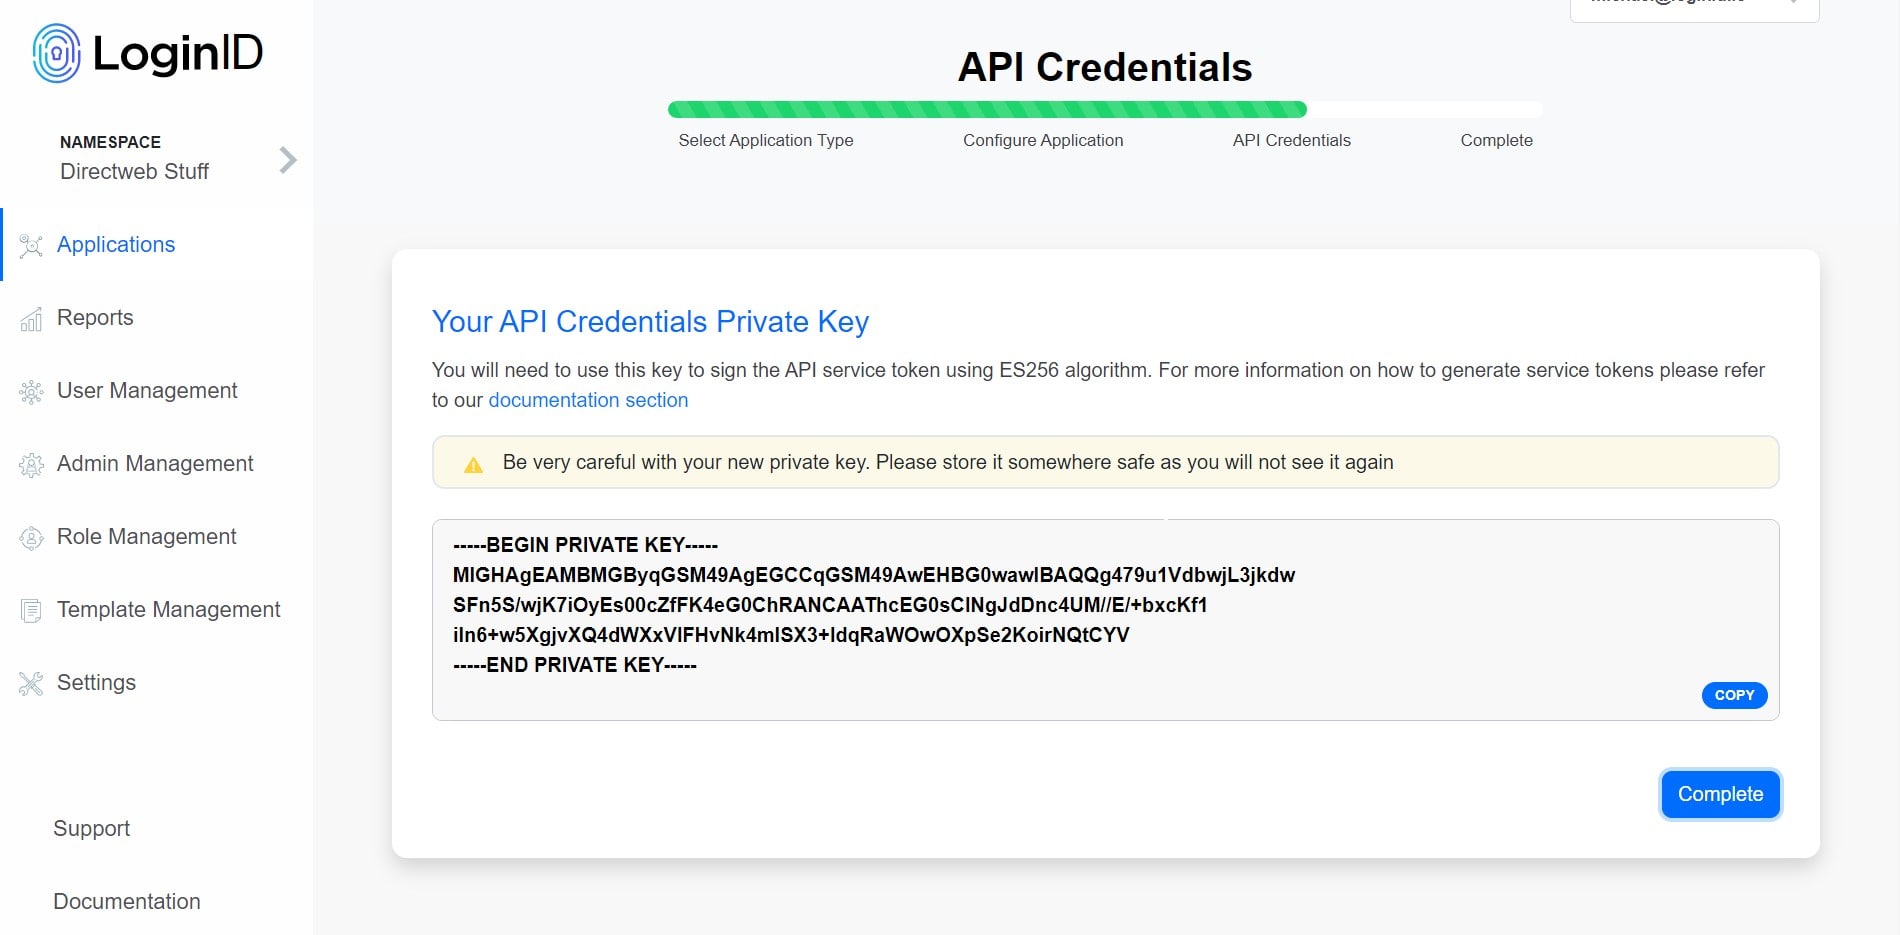 LoginID
API Credentials
Select Application Type
Configure Application
API Credentials
Complete
NAMESPACE
Directweb Stuff
Applications
Reports
User Management
Admin Management
Role Management
Template Management
Settings
Support
Documentation
Your API Credentials Private Key
You will need to use this key to sign the API service token using ES256 algorithm. For more information on how to generate service tokens please refer
to our documentation section
Be very careful with your new private key. Please store it somewhere safe as you will not see it again
-----BEGIN PRIVATE KEY-----
MIGHAgEAMBMGByqGSM49AgEGCCqGSM49AwEHBG0wawIBAQQg479u1VdbwjL3jkdw
SFn5S/wjK7iOyEs00cZfFK4eG0ChRANCAAThcEG0sCINgJdDnc4UM//E/+bxcKf1
iIn6+w5XgjvXQ4dWXxVIFHvNk4mISX3+IdqRaWOwOXpSe2KoirNQtCYV
-----END PRIVATE KEY-----
COPY
Complete